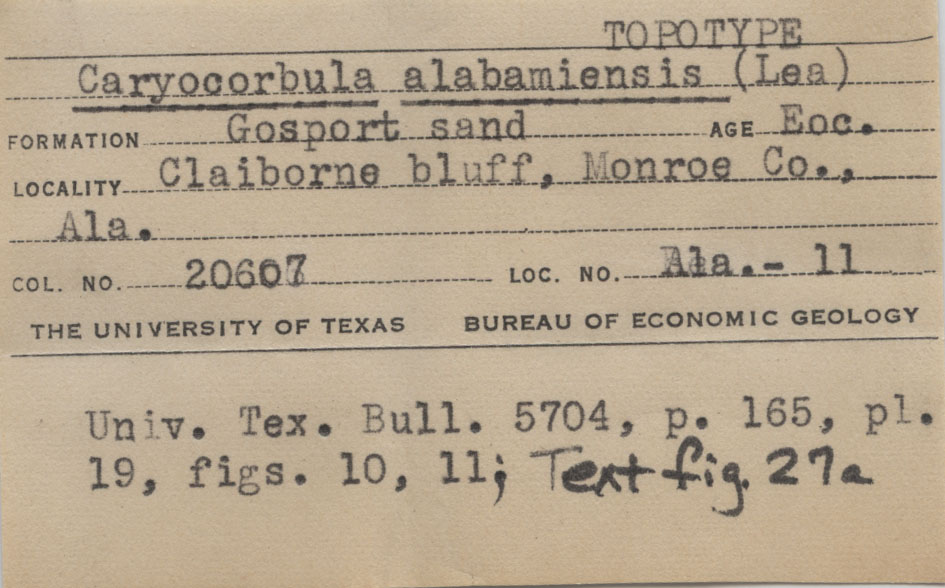 TOPOTYPE
Caryocorbula alabamiensis (Lea)
FORMATION Gosport sand AGE Eoc.
LOCALITY Claiborne bluff, Monroe Co.,
Ala.
COL. NO. 20607 LOC. NO. Ala.- 11
THE UNIVERSITY OF TEXAS BUREAU OF ECONOMIC GEOLOGY
Univ. Tex. Bull. 5704, p. 165, pl.
19, figs. 10, 11; Text fig. 27a